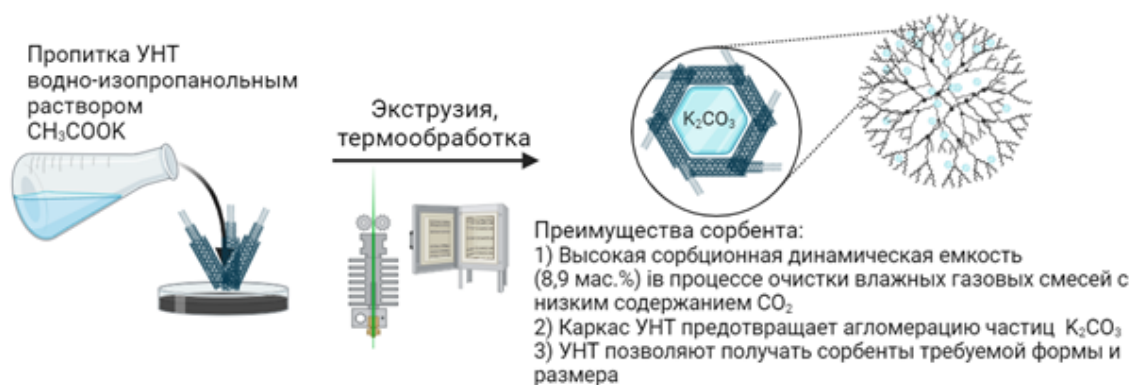 Пропитка УНТ
водно-изопропанольным
раствором
CH₃COOK
Экструзия,
термообработка
K₂CO₃
Преимущества сорбента:
1) Высокая сорбционная динамическая емкость
(8,9 мас.%) iв процессе очистки влажных газовых смесей с
низким содержанием CO₂
2) Каркас УНТ предотвращает агломерацию частиц K₂CO₃
3) УНТ позволяют получать сорбенты требуемой формы и
размера